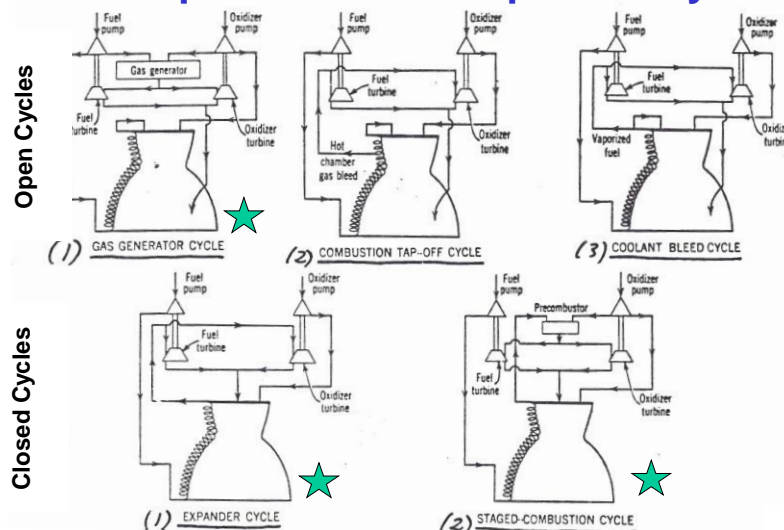 Open Cycles
Fuel
pump
Oxidizer
pump
Gas generator
Fuel
turbine
Oxidizer
turbine
(1) GAS GENERATOR CYCLE
Fuel
pump
Oxidizer
pump
Fuel
turbine
Oxidizer
turbine
Hot
chamber
gas bleed
(2) COMBUSTION TAP-OFF CYCLE
Fuel
pump
Oxidizer
pump
Fuel
turbine
Vaporized
fuel
turbine
(3) COOLANT BLEED CYCLE
Closed Cycles
Fuel
pump
Oxidizer
pump
Fuel
turbine
Oxidizer
turbine
(1) EXPANDER CYCLE
Fuel
pump
Oxidizer
pump
Precombustor
Fuel
turbine
Oxidizer
turbine
(2) STAGED-COMBUSTION CYCLE